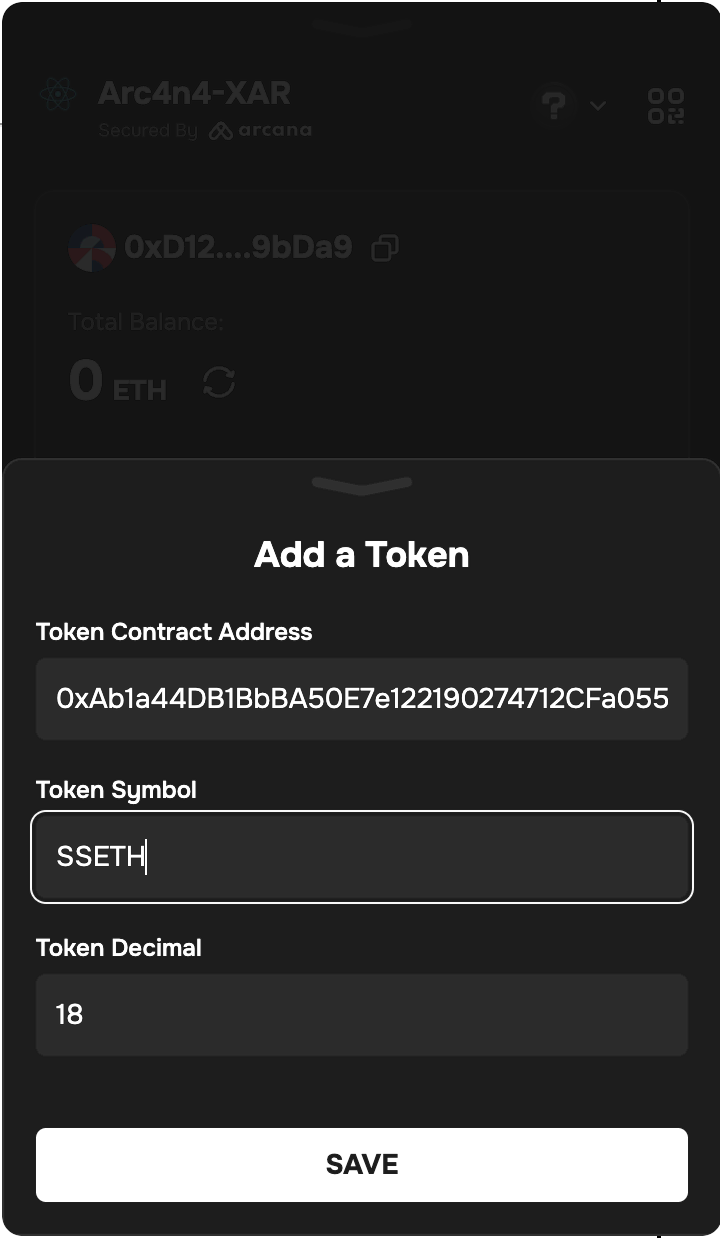 Arc4n4-XAR
Secured By arcana
?
0xD12....9bDa9
Total Balance:
0 ETH
Add a Token
Token Contract Address
0xAb1a44DB1BbBA50E7e122190274712CFa055
Token Symbol
SSETH
Token Decimal
18
SAVE